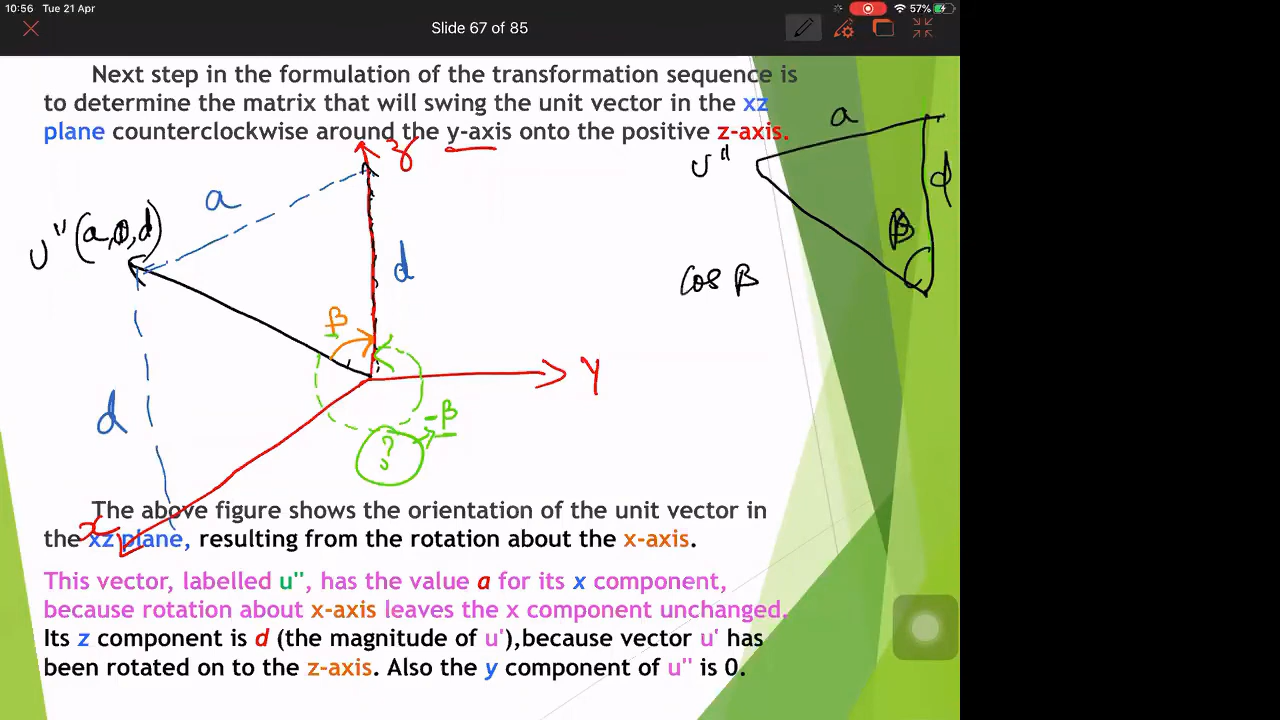 10:56 Tue 21 Apr
57%
Slide 67 of 85
Next step in the formulation of the transformation sequence is
to determine the matrix that will swing the unit vector in the xz
plane counterclockwise around the y-axis onto the positive z-axis.
z
a
a
U''
d
U'' (a,0,d)
β
d
cos β
β
Y
d
-β
?
x
The above figure shows the orientation of the unit vector in
the xz plane, resulting from the rotation about the x-axis.
This vector, labelled u'', has the value a for its x component,
because rotation about x-axis leaves the x component unchanged.
Its z component is d (the magnitude of u'),because vector u' has
been rotated on to the z-axis. Also the y component of u'' is 0.